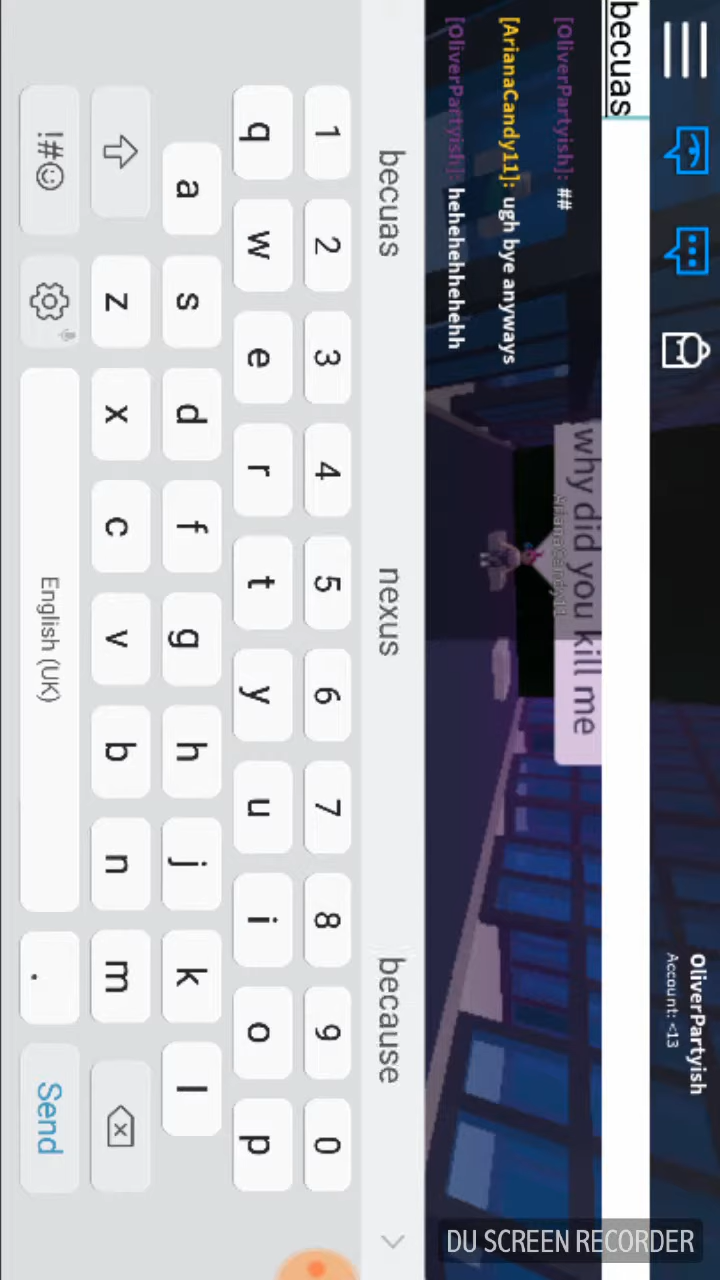 OliverPartyish
Account: <13
becuas
[OliverPartyish]: ##
[ArianaCandy11]: ugh bye anyways
[OliverPartyish]: hehehehhehehh
why did you kill me
ArianaCandy11
becuas nexus because
1 2 3 4 5 6 7 8 9 0
q w e r t y u i o p
a s d f g h j k l
z x c v b n m
!#☺ English (UK) . Send
DU SCREEN RECORDER